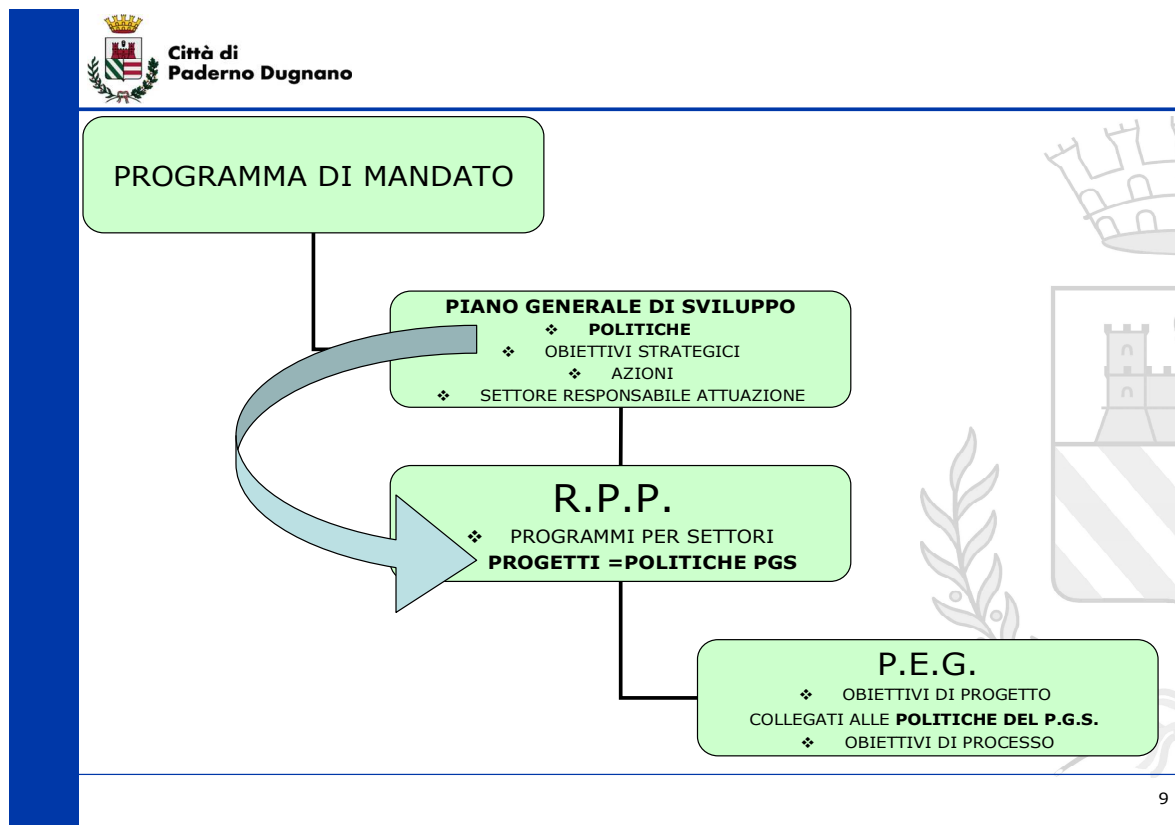 Città di
Paderno Dugnano
PROGRAMMA DI MANDATO
PIANO GENERALE DI SVILUPPO
❖ POLITICHE
❖ OBIETTIVI STRATEGICI
❖ AZIONI
❖ SETTORE RESPONSABILE ATTUAZIONE
R.P.P.
❖ PROGRAMMI PER SETTORI
PROGETTI =POLITICHE PGS
P.E.G.
❖ OBIETTIVI DI PROGETTO
COLLEGATI ALLE POLITICHE DEL P.G.S.
❖ OBIETTIVI DI PROCESSO
9